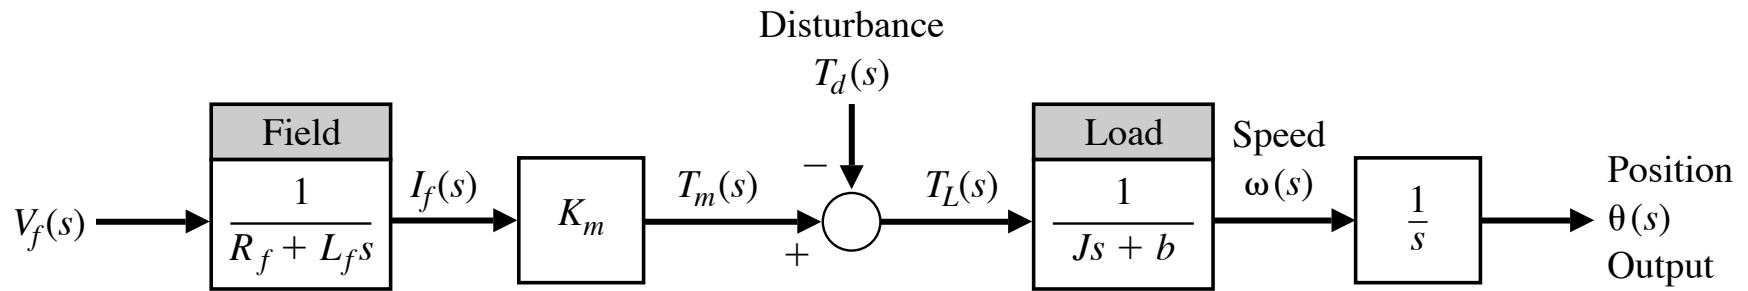 Disturbance
T_d(s)
Field
Load
Speed
ω(s)
Position
θ(s)
Output
V_f(s)
1
R_f + L_f s
I_f(s)
K_m
T_m(s)
−
+
T_L(s)
1
Js + b
1
s